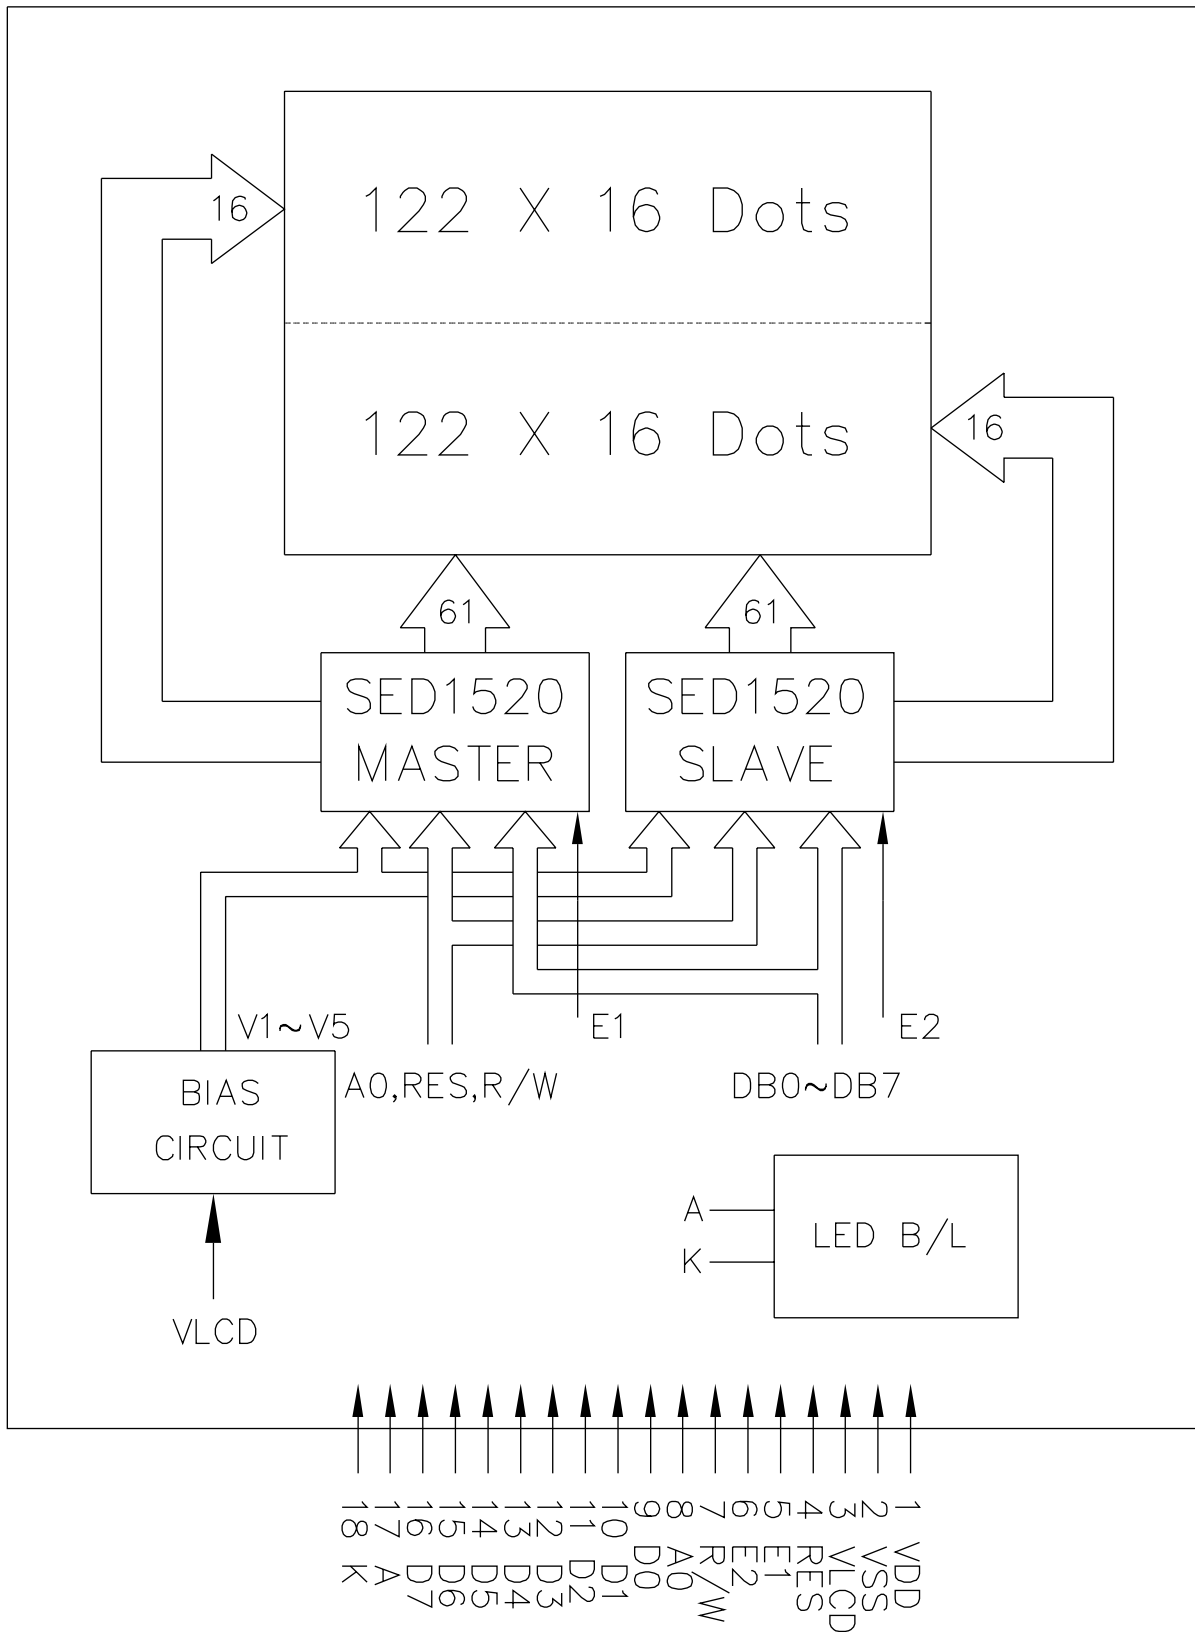 122 X 16 Dots
16
122 X 16 Dots
16
61
61
SED1520
MASTER
SED1520
SLAVE
V1~V5
E1
E2
BIAS
CIRCUIT
A0,RES,R/W
DB0~DB7
A
K
LED B/L
VLCD
1 VDD
2 VSS
3 VLCD
4 RES
5 E1
6 E2
7 R/W
8 A0
9 D0
10 D1
11 D2
12 D3
13 D4
14 D5
15 D6
16 D7
17 A
18 K